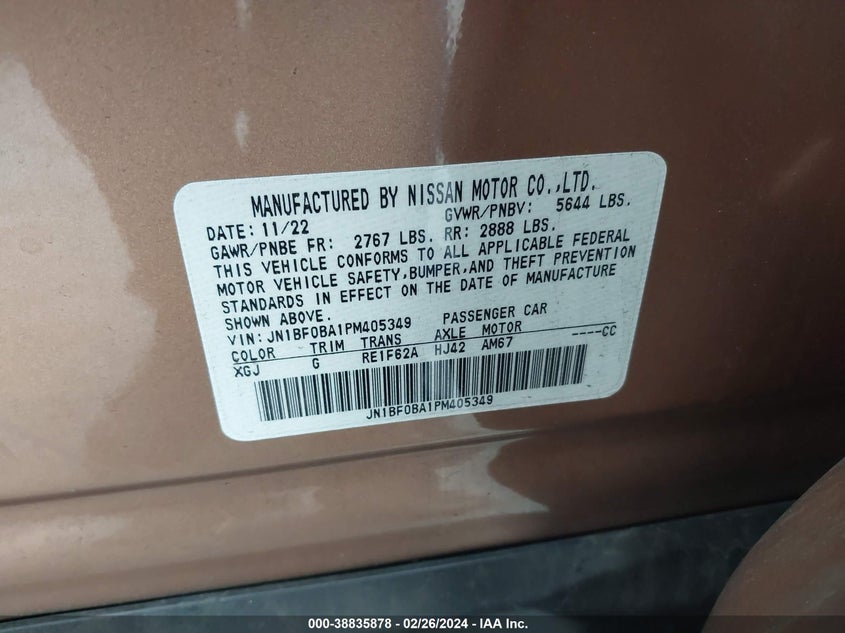 MANUFACTURED BY NISSAN MOTOR CO.,LTD.
DATE: 11/22 GVWR/PNBV: 5644 LBS.
GAWR/PNBE FR: 2767 LBS. RR: 2888 LBS.
THIS VEHICLE CONFORMS TO ALL APPLICABLE FEDERAL
MOTOR VEHICLE SAFETY,BUMPER,AND THEFT PREVENTION
STANDARDS IN EFFECT ON THE DATE OF MANUFACTURE
SHOWN ABOVE.
VIN: JN1BF0BA1PM405349 PASSENGER CAR
COLOR TRIM TRANS AXLE MOTOR ----CC
XGJ G RE1F62A HJ42 AM67
JN1BF0BA1PM405349
000-38835878 - 02/26/2024 - IAA Inc.